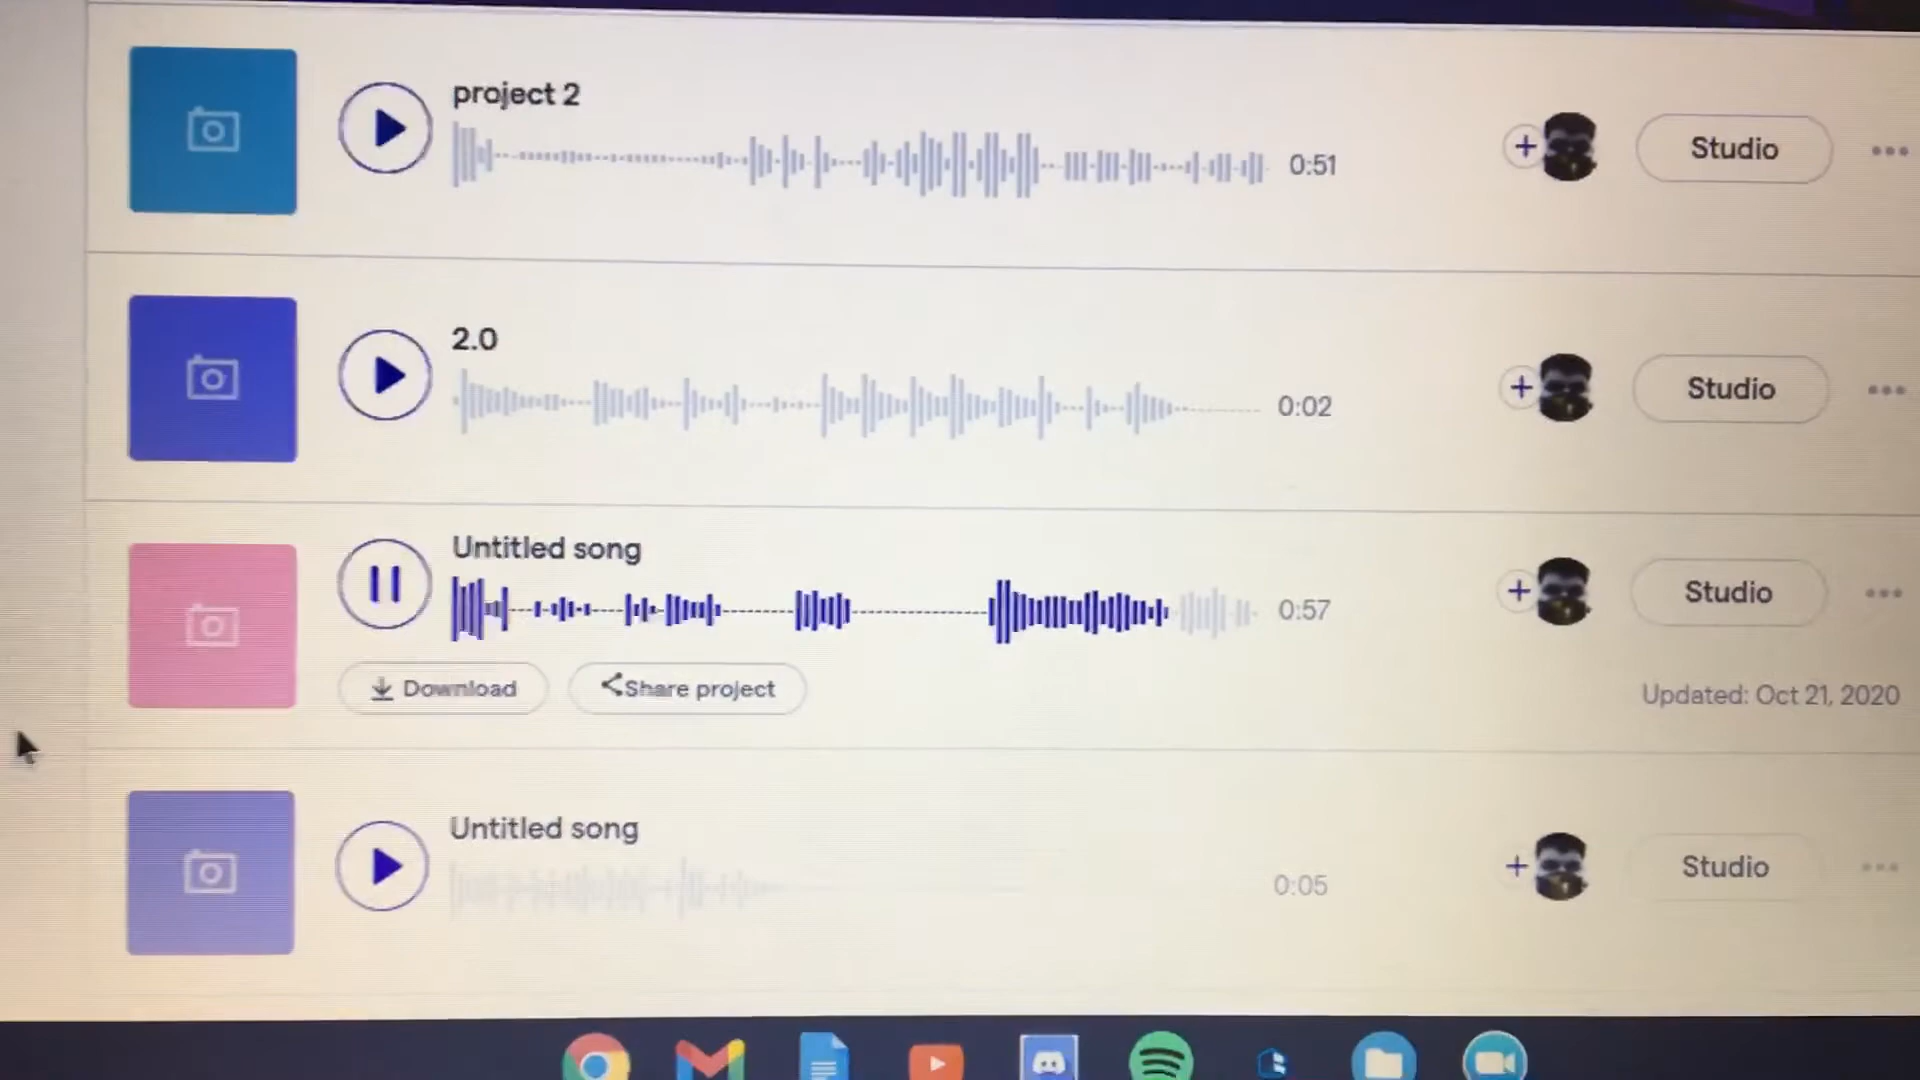 project 2
0:51
Studio
2.0
0:02
Studio
Untitled song
0:57
Studio
Download
Share project
Updated: Oct 21, 2020
Untitled song
0:05
Studio